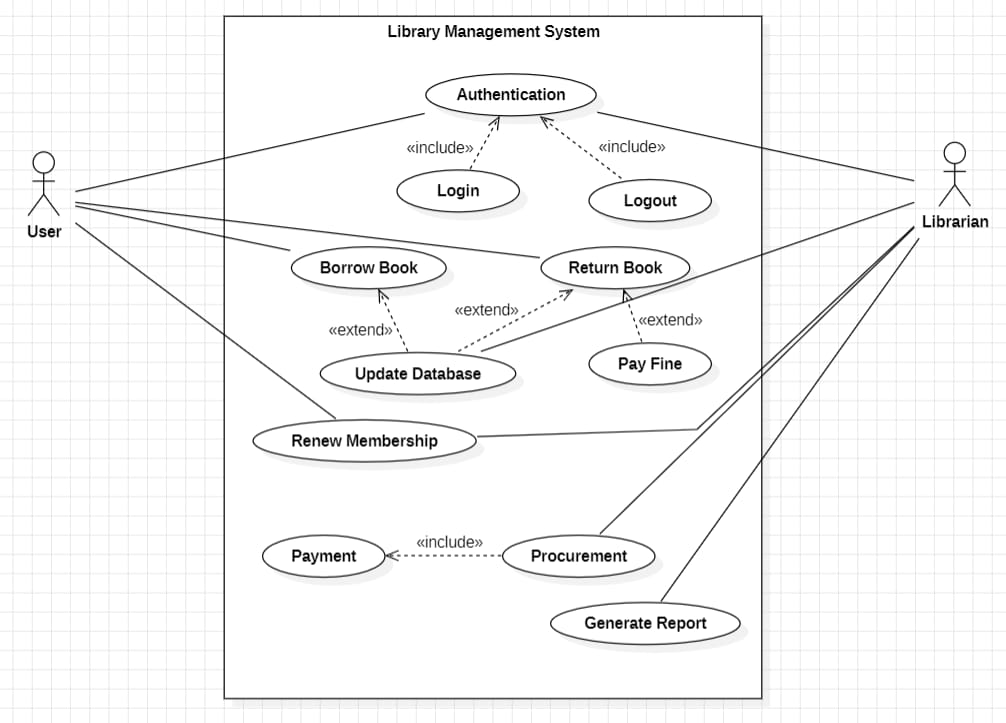 Library Management System
Authentication
«include»
«include»
Login
Logout
User
Librarian
Borrow Book
Return Book
«extend»
«extend»
«extend»
Update Database
Pay Fine
Renew Membership
«include»
Payment
Procurement
Generate Report